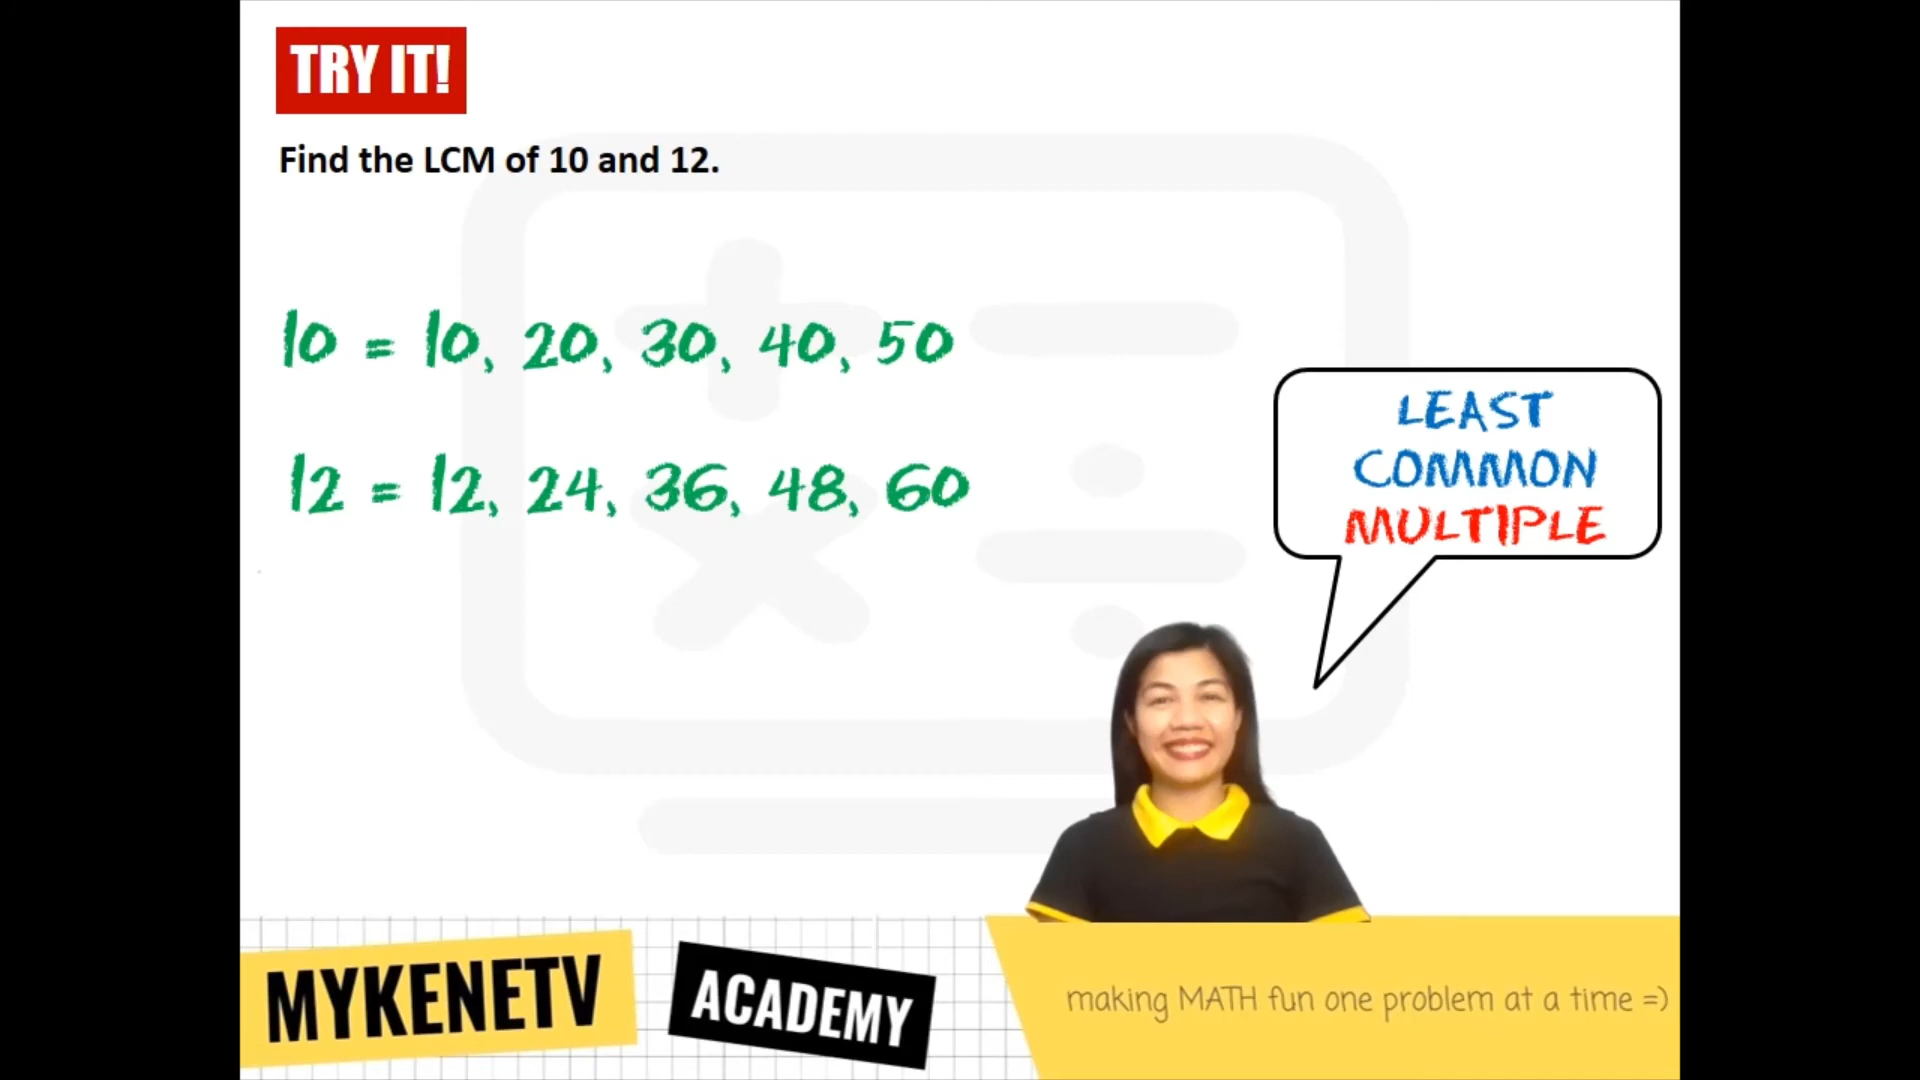 TRY IT!
Find the LCM of 10 and 12.
10 = 10, 20, 30, 40, 50
12 = 12, 24, 36, 48, 60
LEAST
COMMON
MULTIPLE
MYKENETV
ACADEMY
making MATH fun one problem at a time =)